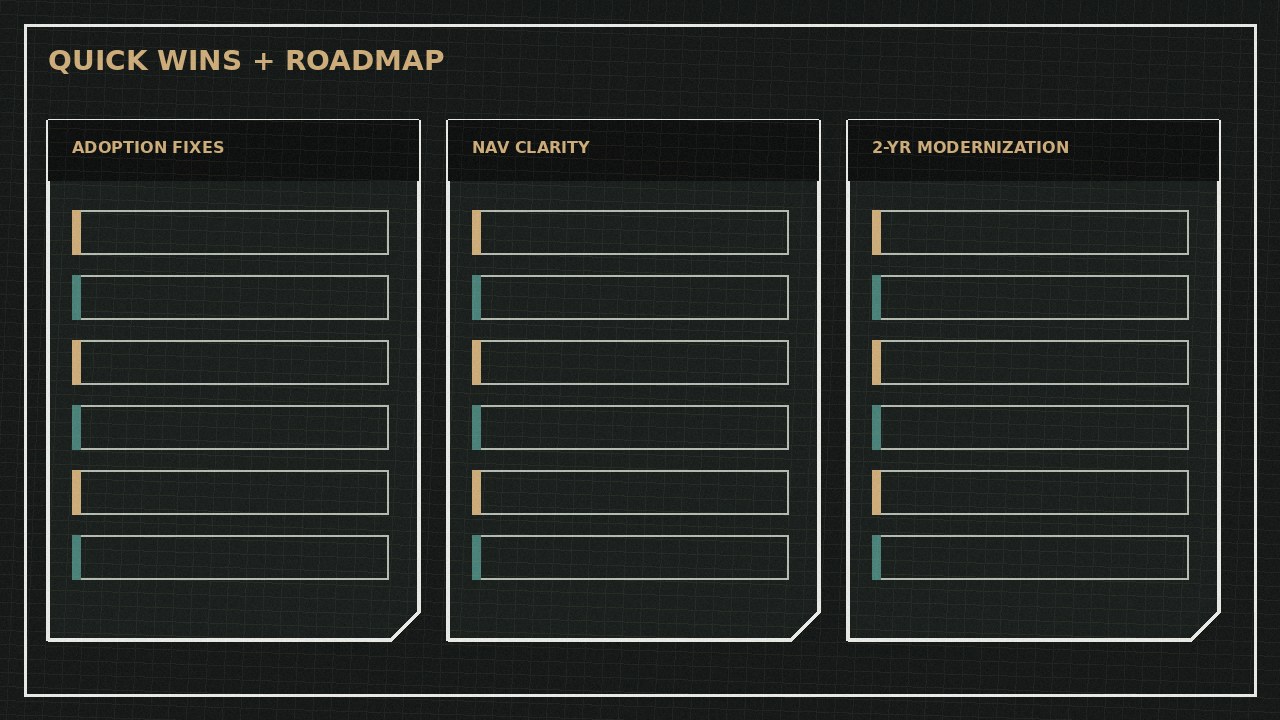 QUICK WINS + ROADMAP
ADOPTION FIXES
NAV CLARITY
2-YR MODERNIZATION